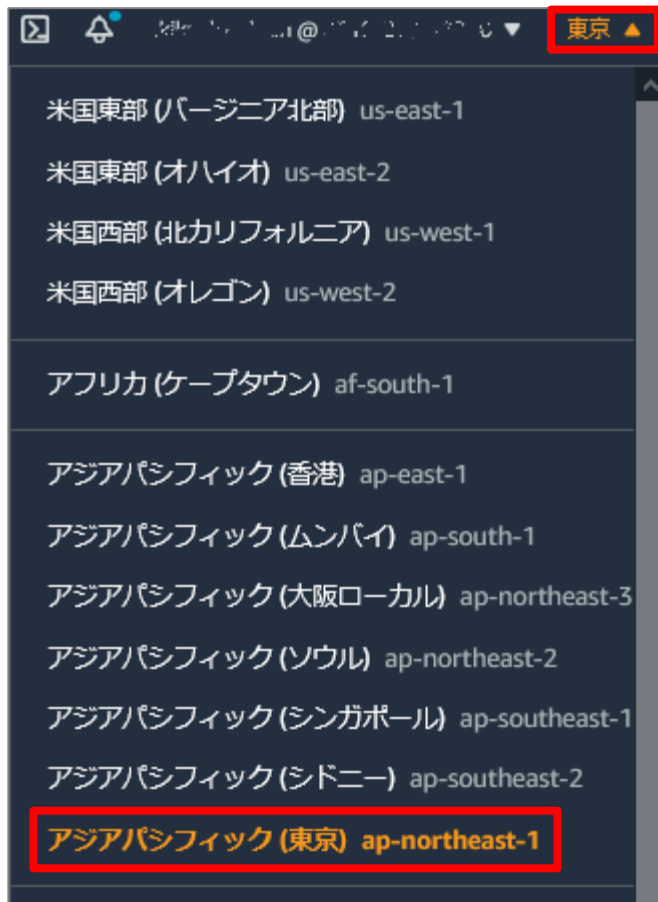 東京 ▲
米国東部 (バージニア北部) us-east-1
米国東部 (オハイオ) us-east-2
米国西部 (北カリフォルニア) us-west-1
米国西部 (オレゴン) us-west-2
アフリカ (ケープタウン) af-south-1
アジアパシフィック (香港) ap-east-1
アジアパシフィック (ムンバイ) ap-south-1
アジアパシフィック (大阪ローカル) ap-northeast-3
アジアパシフィック (ソウル) ap-northeast-2
アジアパシフィック (シンガポール) ap-southeast-1
アジアパシフィック (シドニー) ap-southeast-2
アジアパシフィック (東京) ap-northeast-1